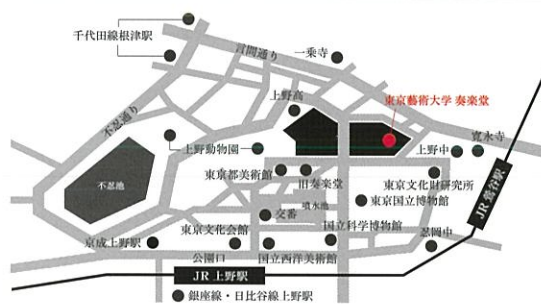 千代田線根津駅
言問通り
一乗寺
上野高
東京藝術大学 奏楽堂
不忍通り
寛永寺
上野動物園
上野中
東京都美術館
旧奏楽堂
東京文化財研究所
不忍池
東京国立博物館
JR 鶯谷駅
交番
噴水池
国立科学博物館
京成上野駅
東京文化会館
忍岡中
公園口
国立西洋美術館
JR 上野駅
銀座線・日比谷線上野駅